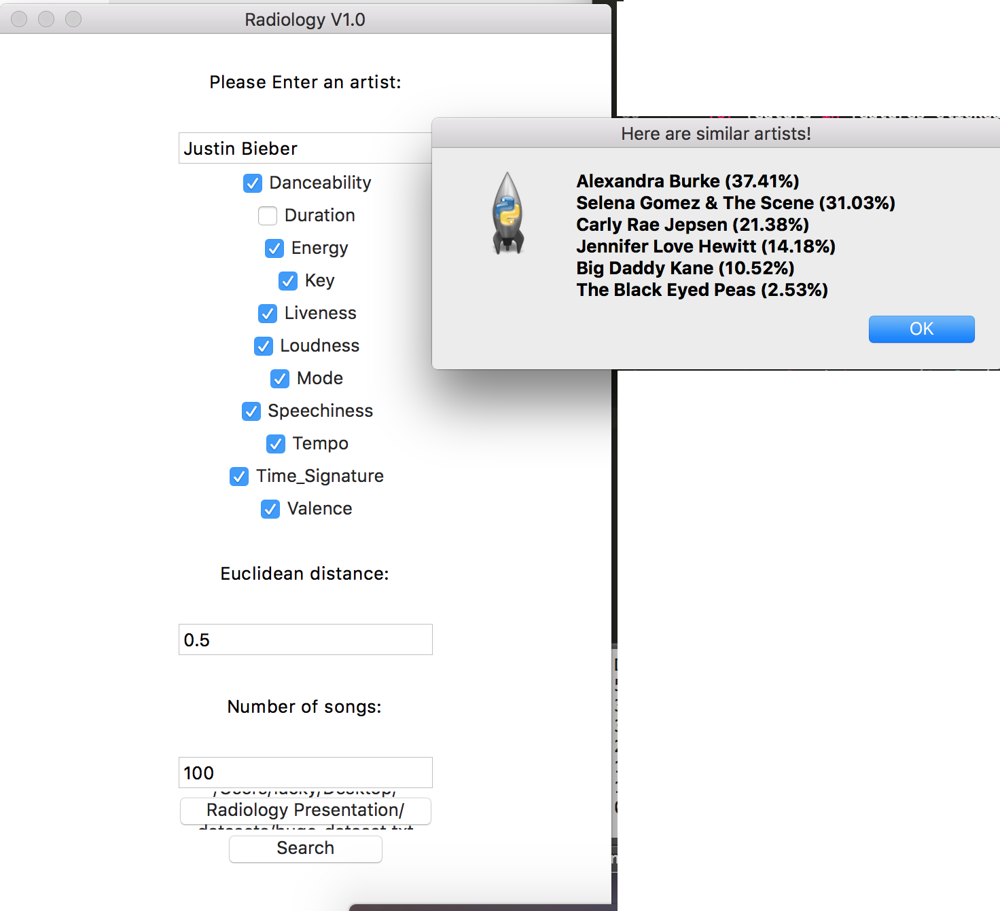 Radiology V1.0
Please Enter an artist:
Justin Bieber
Danceability
Duration
Energy
Key
Liveness
Loudness
Mode
Speechiness
Tempo
Time_Signature
Valence
Euclidean distance:
0.5
Number of songs:
100
Radiology Presentation/
Search
Here are similar artists!
Alexandra Burke (37.41%)
Selena Gomez & The Scene (31.03%)
Carly Rae Jepsen (21.38%)
Jennifer Love Hewitt (14.18%)
Big Daddy Kane (10.52%)
The Black Eyed Peas (2.53%)
OK